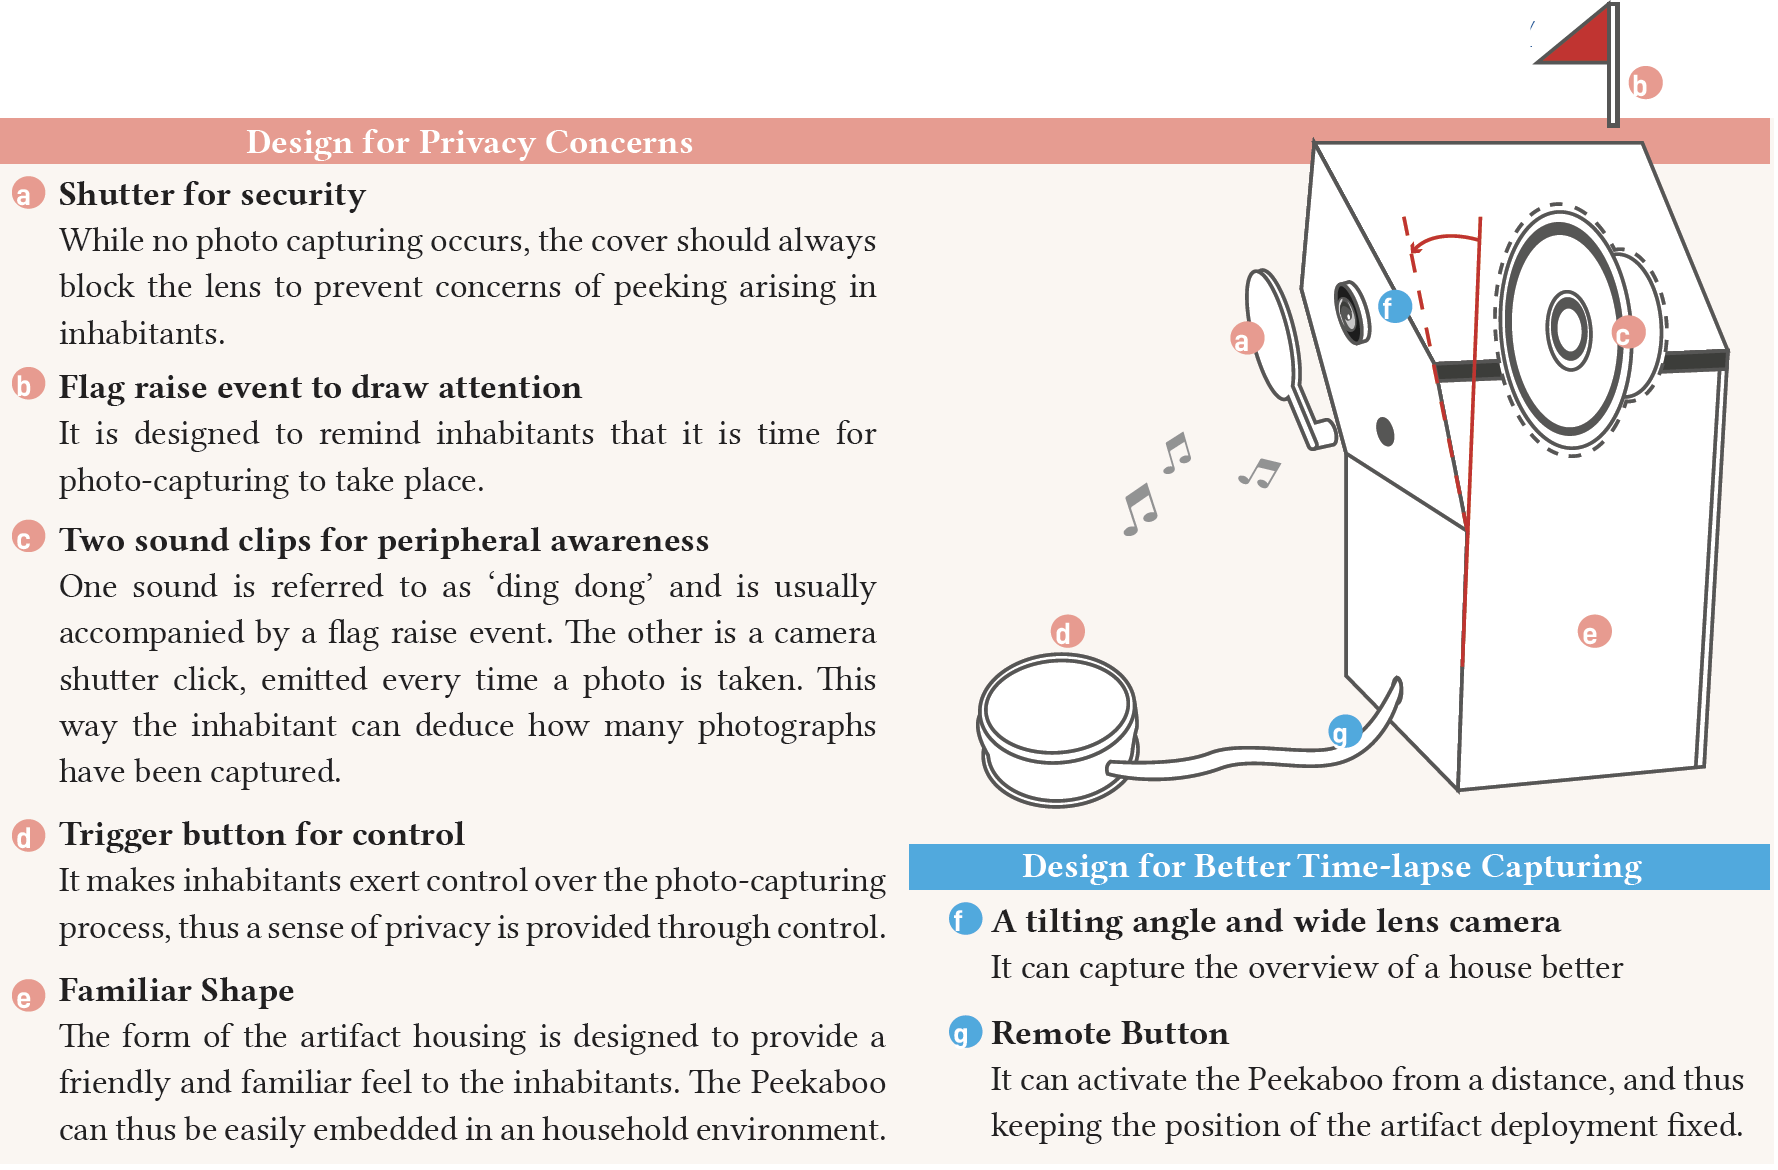 b
Design for Privacy Concerns
a Shutter for security
While no photo capturing occurs, the cover should always
block the lens to prevent concerns of peeking arising in
inhabitants.
b Flag raise event to draw attention
It is designed to remind inhabitants that it is time for
photo-capturing to take place.
c Two sound clips for peripheral awareness
One sound is referred to as ‘ding dong’ and is usually
accompanied by a flag raise event. The other is a camera
shutter click, emitted every time a photo is taken. This
way the inhabitant can deduce how many photographs
have been captured.
d Trigger button for control
It makes inhabitants exert control over the photo-capturing
process, thus a sense of privacy is provided through control.
e Familiar Shape
The form of the artifact housing is designed to provide a
friendly and familiar feel to the inhabitants. The Peekaboo
can thus be easily embedded in an household environment.
f
a
c
d
e
g
Design for Better Time-lapse Capturing
f A tilting angle and wide lens camera
It can capture the overview of a house better
g Remote Button
It can activate the Peekaboo from a distance, and thus
keeping the position of the artifact deployment fixed.